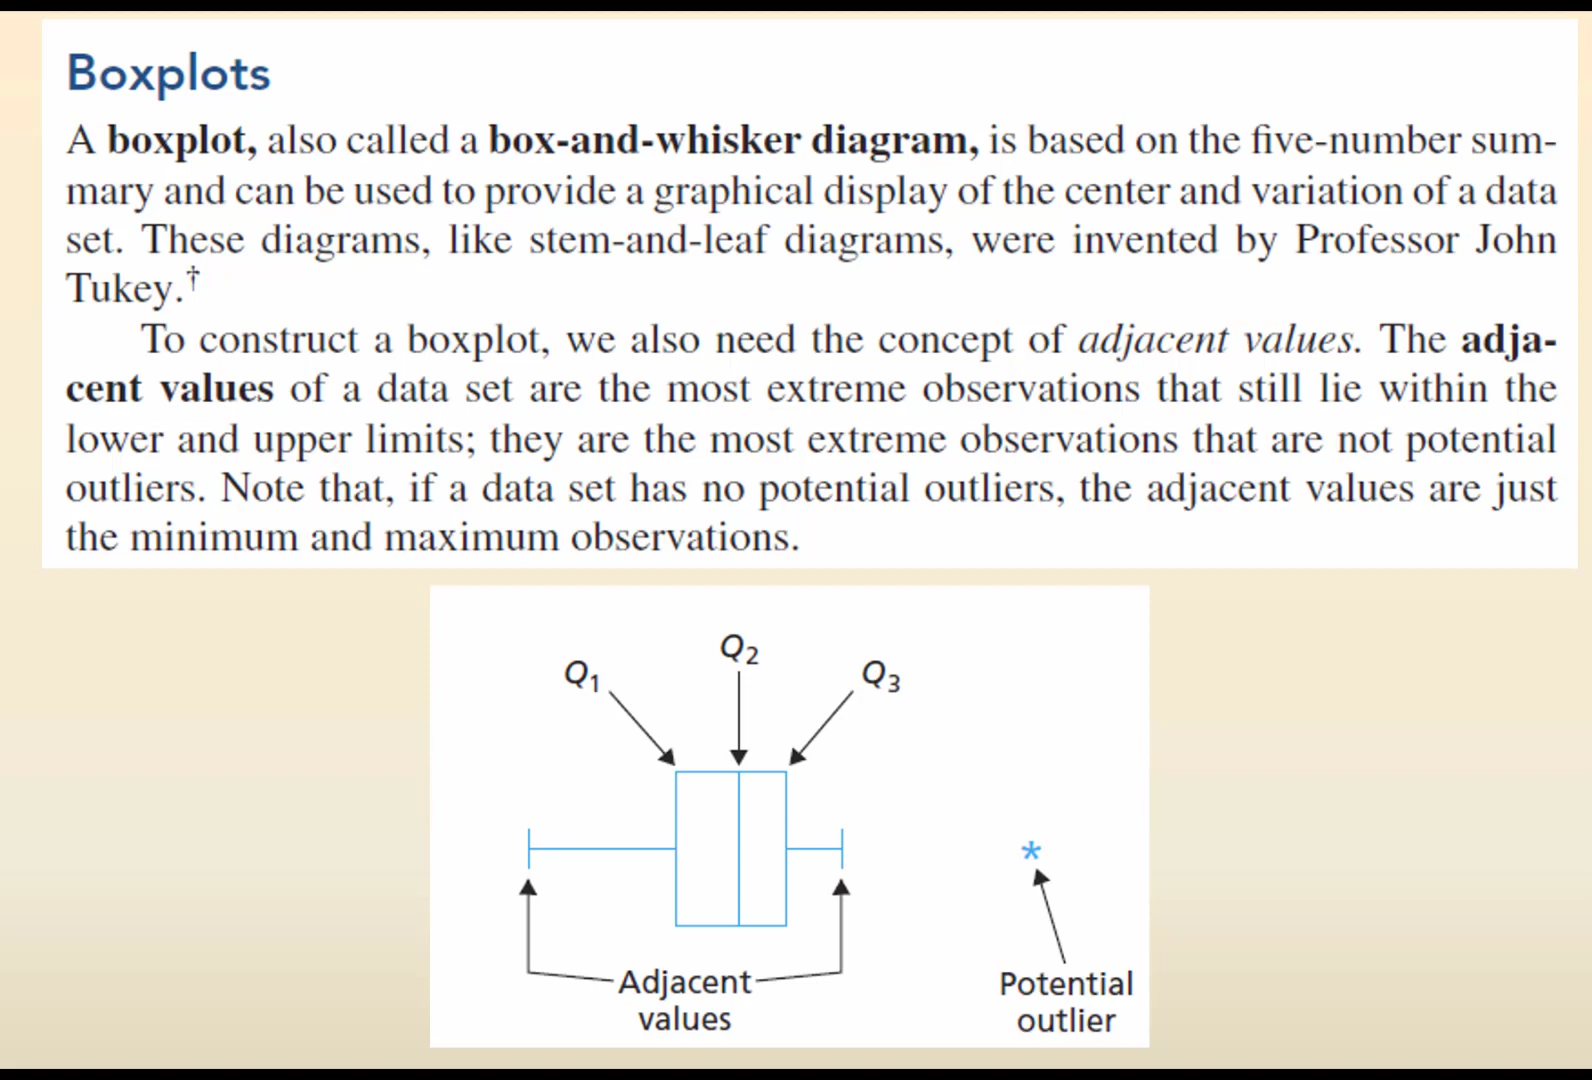 Boxplots
A boxplot, also called a box-and-whisker diagram, is based on the five-number sum-
mary and can be used to provide a graphical display of the center and variation of a data
set. These diagrams, like stem-and-leaf diagrams, were invented by Professor John
Tukey.†
To construct a boxplot, we also need the concept of adjacent values. The adja-
cent values of a data set are the most extreme observations that still lie within the
lower and upper limits; they are the most extreme observations that are not potential
outliers. Note that, if a data set has no potential outliers, the adjacent values are just
the minimum and maximum observations.
Q₂
Q₁
Q₃
*
Adjacent
values
Potential
outlier